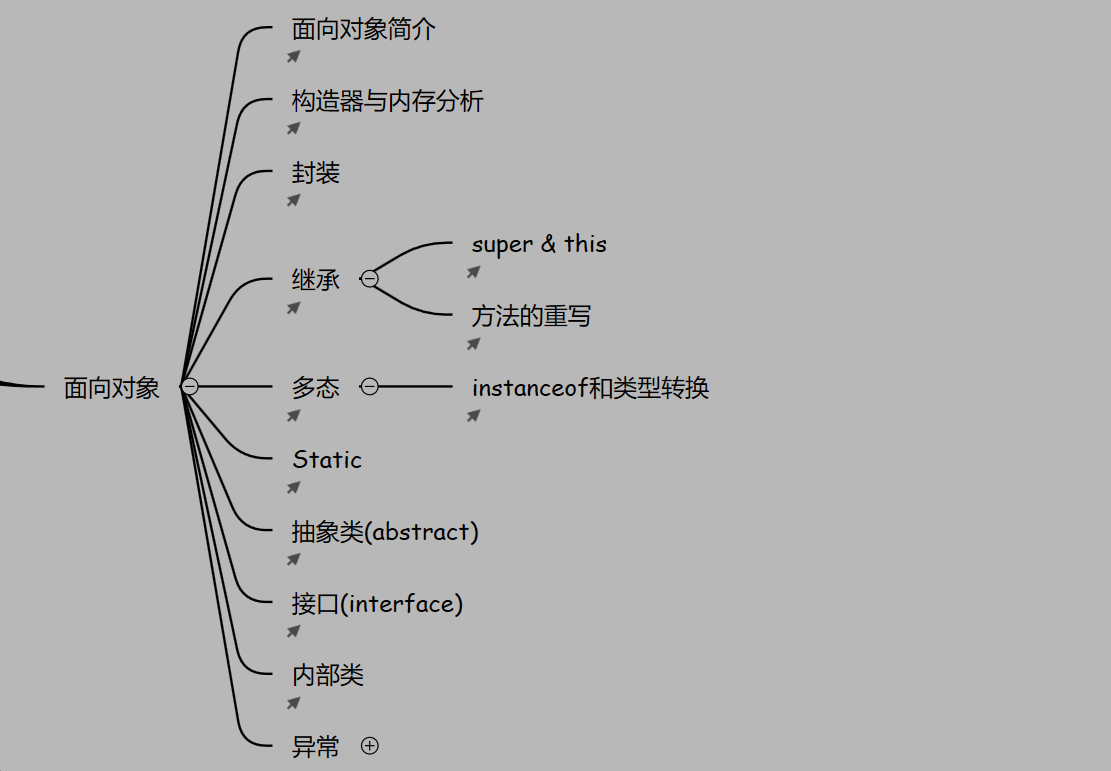 面向对象简介
构造器与内存分析
封装
super & this
继承
方法的重写
面向对象
多态
instanceof和类型转换
Static
抽象类(abstract)
接口(interface)
内部类
异常